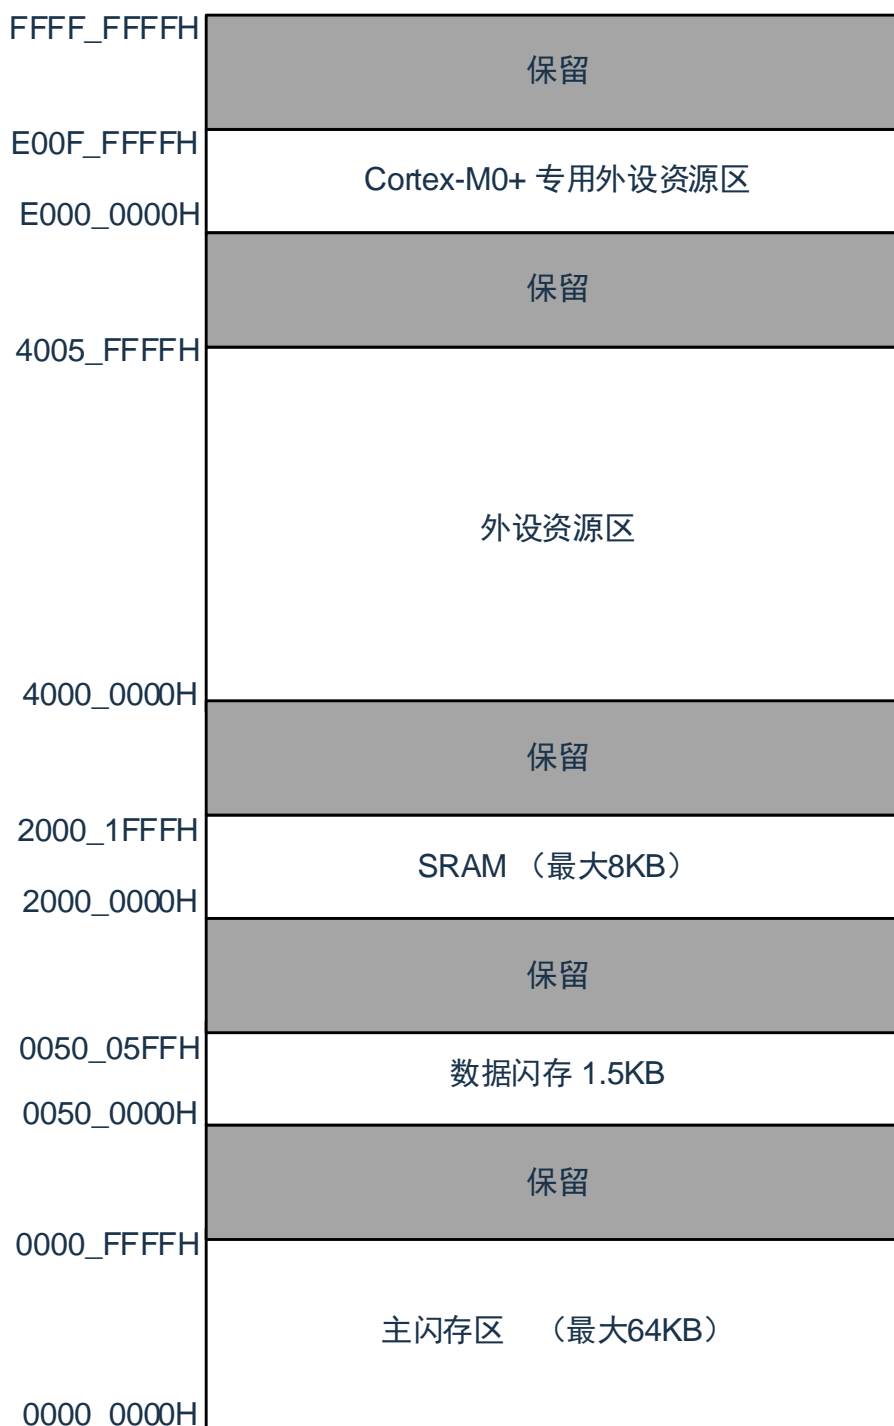 FFFF_FFFFH
保留
E00F_FFFFH
Cortex-M0+ 专用外设资源区
E000_0000H
保留
4005_FFFFH
外设资源区
4000_0000H
保留
2000_1FFFH
SRAM （最大8KB）
2000_0000H
保留
0050_05FFH
数据闪存 1.5KB
0050_0000H
保留
0000_FFFFH
主闪存区 （最大64KB）
0000_0000H